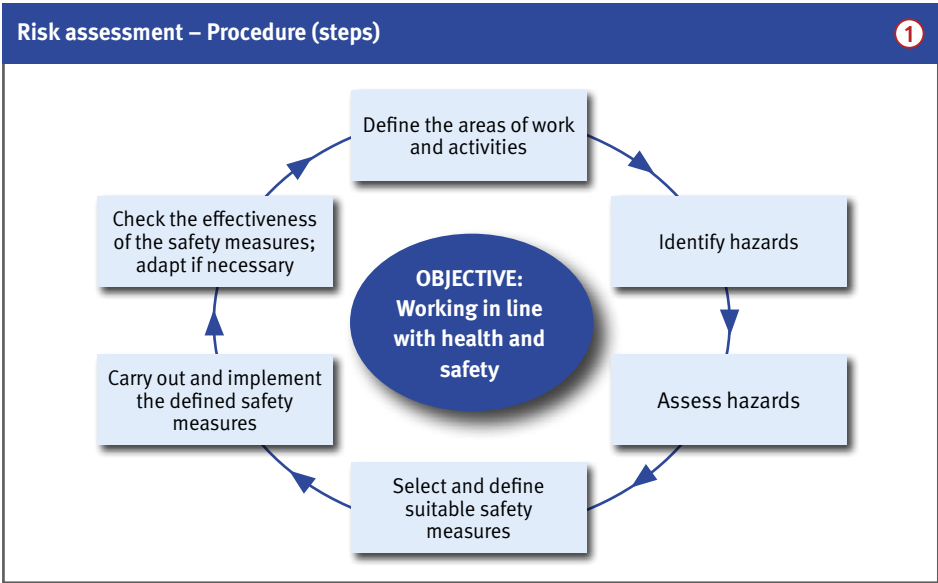 Risk assessment – Procedure (steps)
1
Define the areas of work
and activities
Identify hazards
Assess hazards
Select and define
suitable safety
measures
Carry out and implement
the defined safety
measures
Check the effectiveness
of the safety measures;
adapt if necessary
OBJECTIVE:
Working in line
with health and
safety